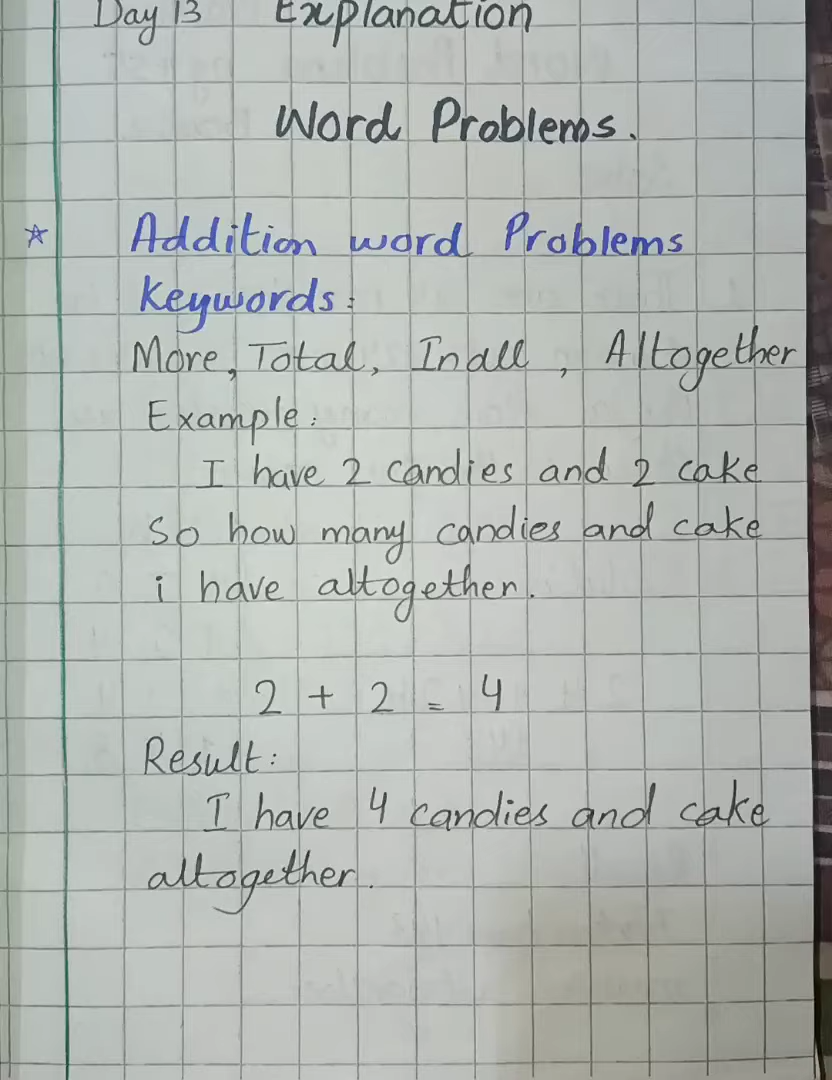 Day 13 Explanation
Word Problems.
☆ Addition word Problems
Keywords:
More, Total, Inall, Altogether
Example:
I have 2 candies and 2 cake
So how many candies and cake
i have altogether.
2 + 2 = 4
Result:
I have 4 candies and cake
altogether.